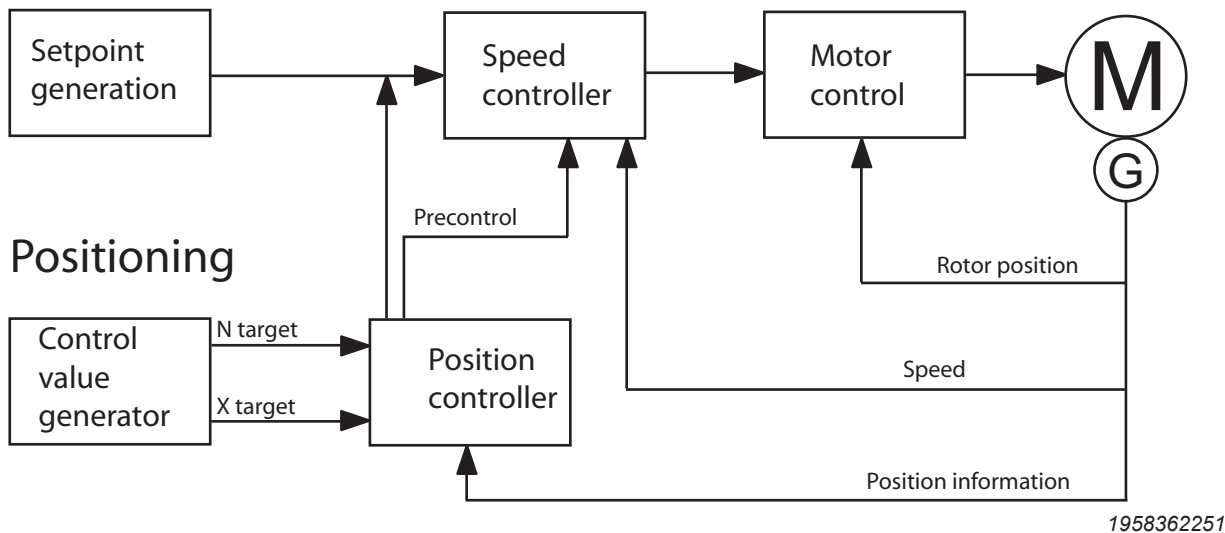 Setpoint
generation
Speed
controller
Motor
control
M
G
Precontrol
Rotor position
Positioning
Control
value
generator
N target
X target
Position
controller
Speed
Position information
1958362251